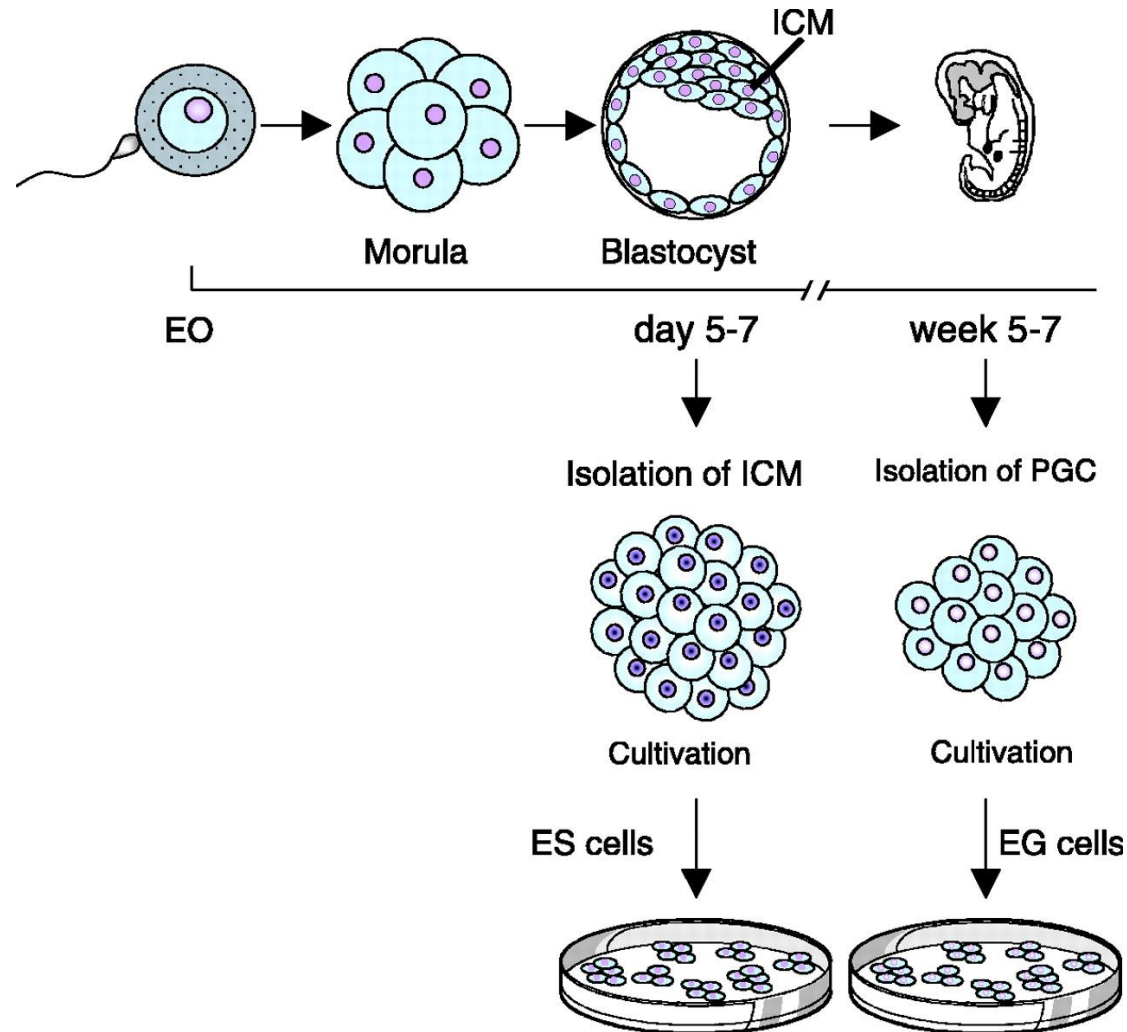 ICM
Morula
Blastocyst
EO
day 5-7
week 5-7
Isolation of ICM
Isolation of PGC
Cultivation
Cultivation
ES cells
EG cells